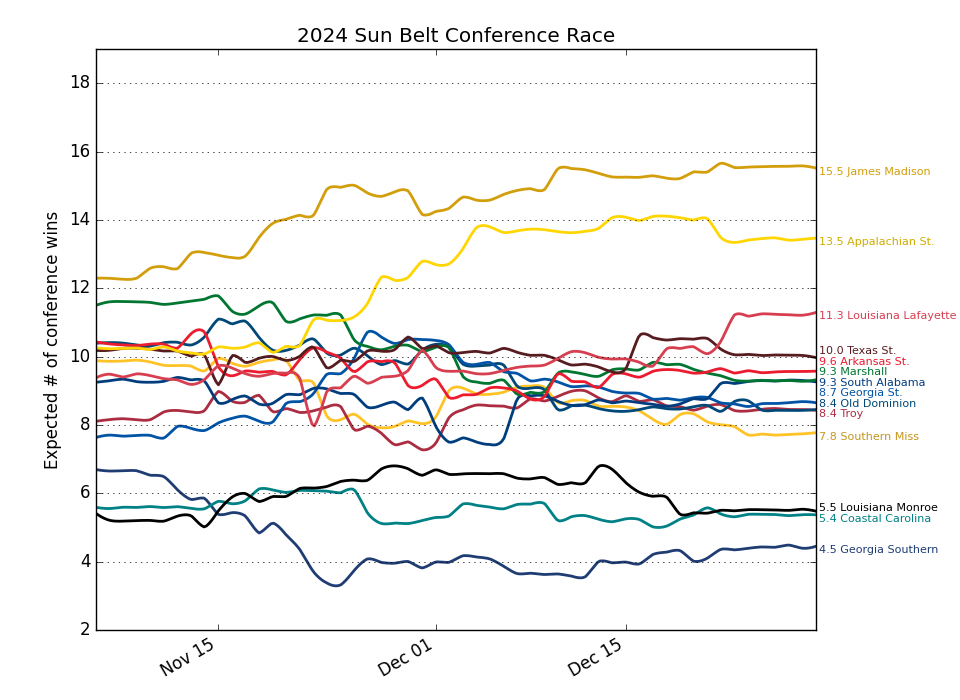 2024 Sun Belt Conference Race
Expected # of conference wins
18
16
14
12
10
8
6
4
2
Nov 15
Dec 01
Dec 15
15.5 James Madison
13.5 Appalachian St.
11.3 Louisiana Lafayette
10.0 Texas St.
9.6 Arkansas St.
9.3 Marshall
9.3 South Alabama
8.7 Georgia St.
8.4 Old Dominion
8.4 Troy
7.8 Southern Miss
5.5 Louisiana Monroe
5.4 Coastal Carolina
4.5 Georgia Southern